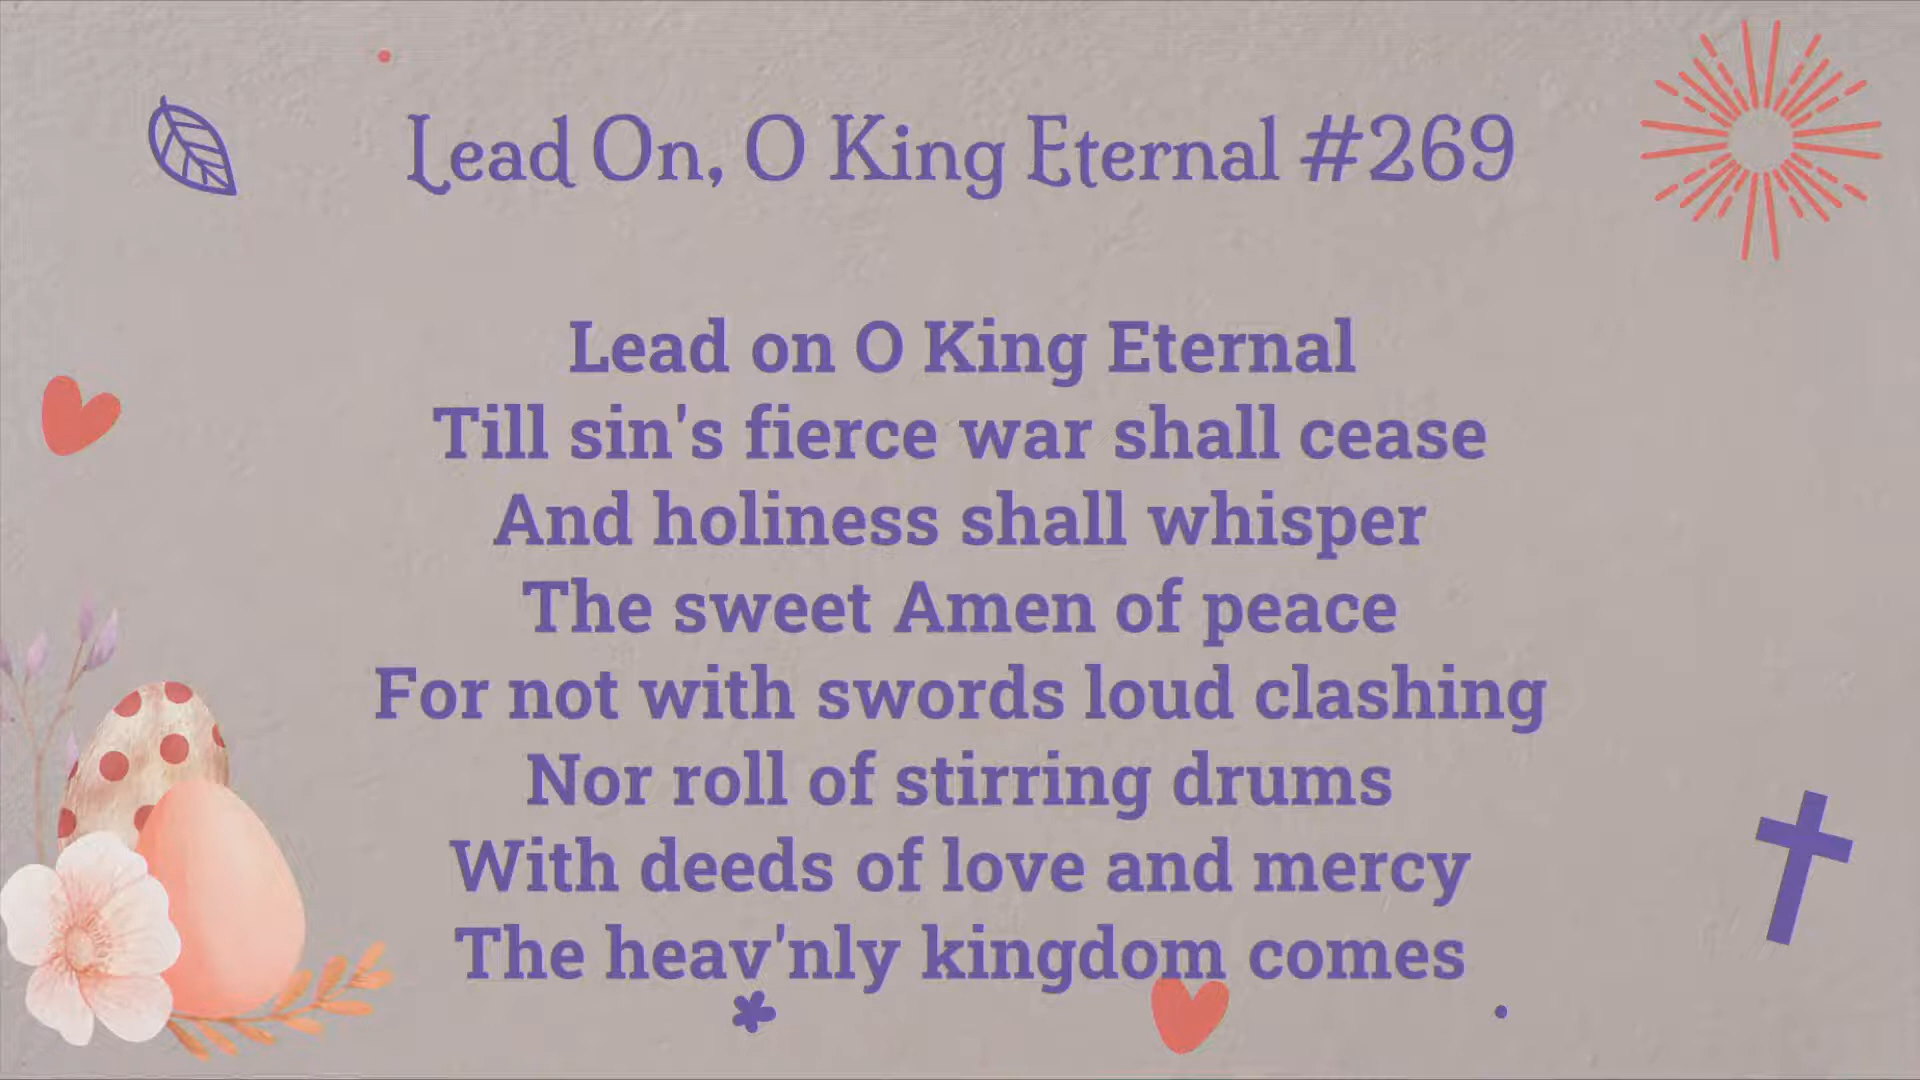 Lead On, O King Eternal #269
Lead on O King Eternal
Till sin's fierce war shall cease
And holiness shall whisper
The sweet Amen of peace
For not with swords loud clashing
Nor roll of stirring drums
With deeds of love and mercy
The heav'nly kingdom comes